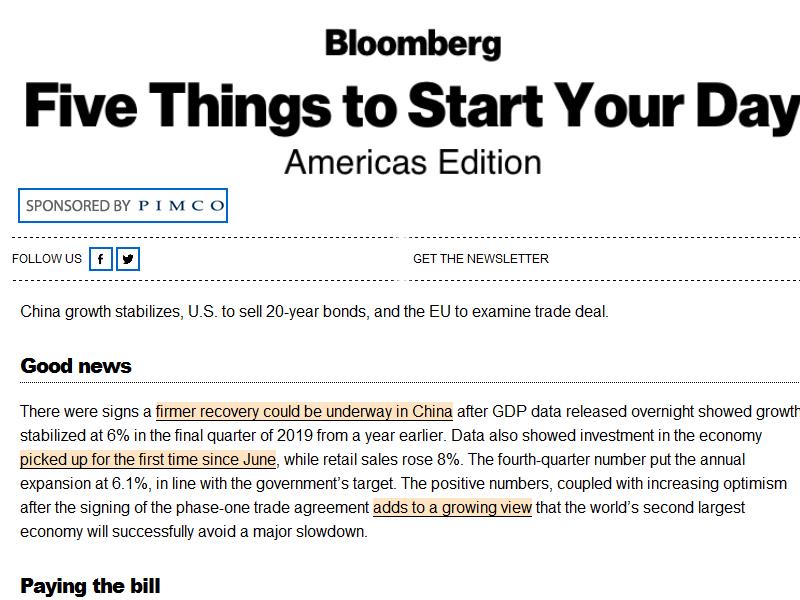 Bloomberg
Five Things to Start Your Day
Americas Edition
SPONSORED BY PIMCO
FOLLOW US
GET THE NEWSLETTER
China growth stabilizes, U.S. to sell 20-year bonds, and the EU to examine trade deal.
Good news
There were signs a firmer recovery could be underway in China after GDP data released overnight showed growth
stabilized at 6% in the final quarter of 2019 from a year earlier. Data also showed investment in the economy
picked up for the first time since June, while retail sales rose 8%. The fourth-quarter number put the annual
expansion at 6.1%, in line with the government’s target. The positive numbers, coupled with increasing optimism
after the signing of the phase-one trade agreement adds to a growing view that the world’s second largest
economy will successfully avoid a major slowdown.
Paying the bill